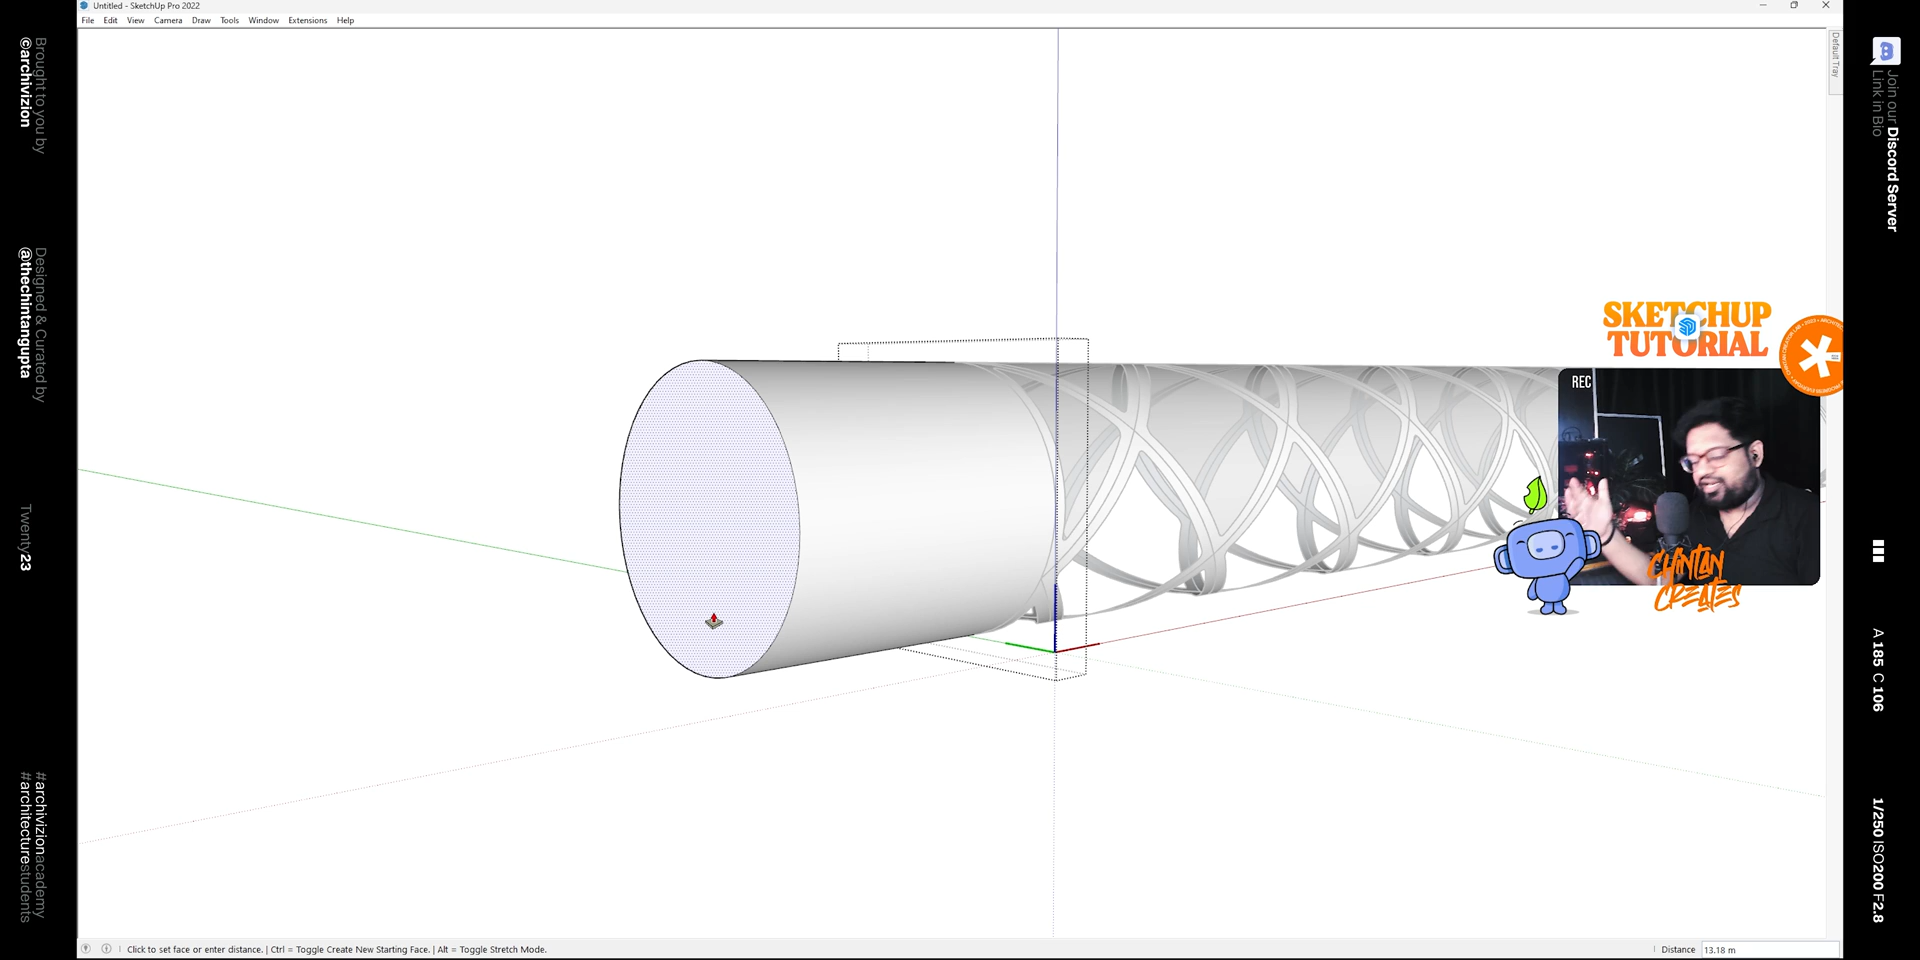 Untitled - SketchUp Pro 2022
File Edit View Camera Draw Tools Window Extensions Help
Default Tray
Brought to you by
©archivizion
Designed & Curated by
@thechintangupta
Twenty23
#archivizionacademy
#architecturestudents
Join our Discord Server
Link in Bio
SKETCHUP
TUTORIAL
REC
CHINTAN
CREATES
A 185 C 106
1/250 ISO200 F2.8
Click to set face or enter distance. | Ctrl = Toggle Create New Starting Face. | Alt = Toggle Stretch Mode.
Distance 13.18 m